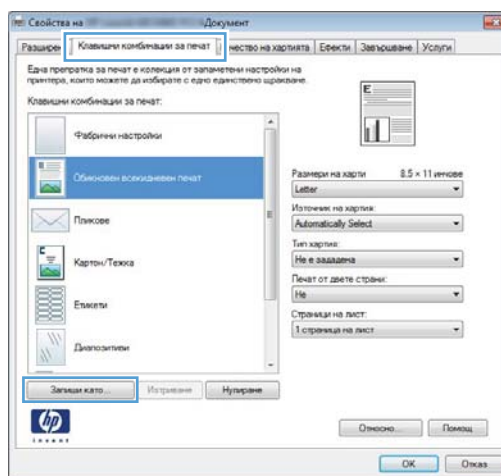 Свойства на Документ
Разширен Клавишни комбинации за печат чество на хартията Ефекти Завършване Услуги
Една препратка за печат е колекция от запаметени настройки на
принтера, които можете да избирате с едно единствено щракване.
Клавишни комбинации за печат:
Фабрични настройки
Обикновен всекидневен печат
Пликове
Картон/Тежка
Етикети
Диапозитиви
Размери на харти 8.5 × 11 инчове
Letter
Източник на хартия:
Automatically Select
Тип хартия:
Не е зададена
Печат от двете страни:
Не
Страници на лист:
1 страница на лист
Запиши като... Изтриване Нулиране
hp
invent
Относно... Помощ
OK Отказ